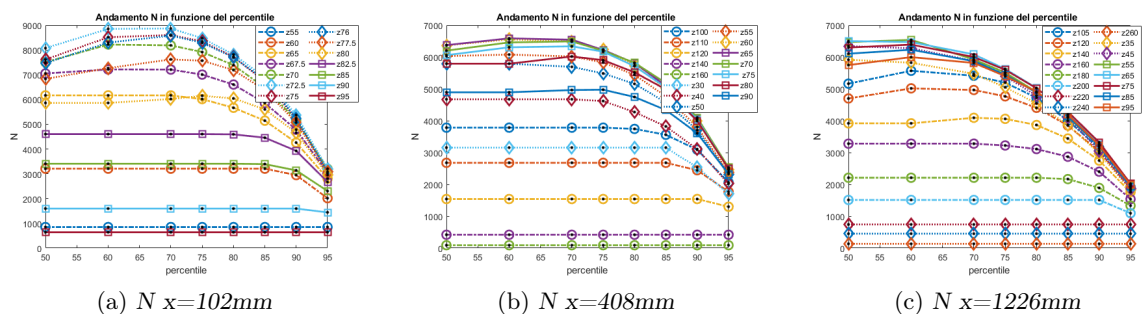 Andamento N in funzione del percentile
9000
8000
7000
6000
5000
4000
3000
2000
1000
0
N
50 55 60 65 70 75 80 85 90 95
percentile
z55 z76
z60 z77.5
z65 z80
z67.5 z82.5
z70 z85
z72.5 z90
z75 z95
(a) N x=102mm
Andamento N in funzione del percentile
7000
6000
5000
4000
3000
2000
1000
0
N
50 55 60 65 70 75 80 85 90 95
percentile
z100 z55
z110 z60
z120 z65
z140 z70
z160 z75
z30 z80
z40 z90
z50
(b) N x=408mm
Andamento N in funzione del percentile
7000
6000
5000
4000
3000
2000
1000
0
N
50 55 60 65 70 75 80 85 90 95
percentile
z105 z260
z120 z35
z140 z45
z160 z55
z180 z65
z200 z75
z220 z85
z240 z95
(c) N x=1226mm